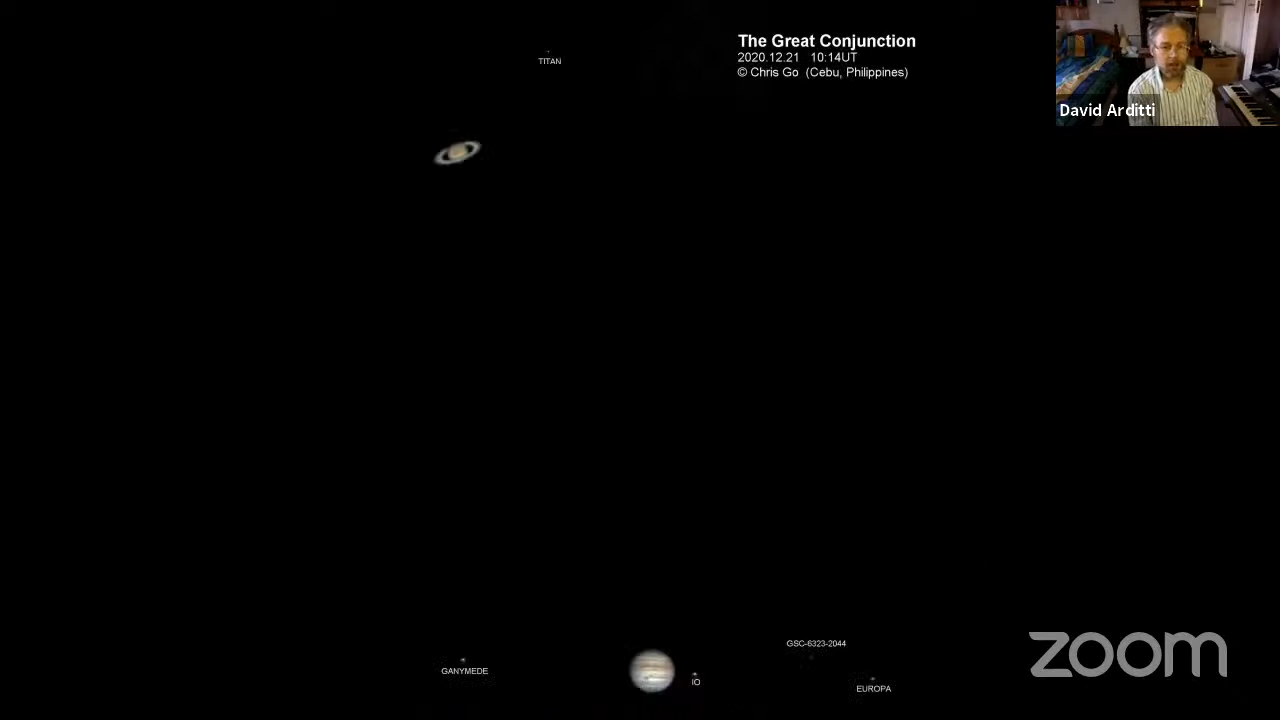 TITAN
The Great Conjunction
2020.12.21 10:14UT
© Chris Go (Cebu, Philippines)
David Arditti
GSC-6323-2044
GANYMEDE
IO
EUROPA
zoom